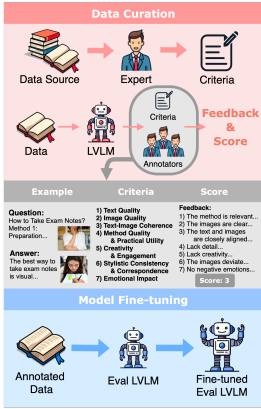 Data Curation
Data Source
Expert
Criteria
Data
LVLM
Criteria
Annotators
Feedback
&
Score
Example
Question:
How to Take Exam Notes?
Method 1:
Preparation...
Answer:
The best way to
take exam notes
is visual...
Criteria
1) Text Quality
2) Image Quality
3) Text-Image Coherence
4) Method Quality
& Practical Utility
5) Creativity
& Engagement
6) Stylistic Consistency
& Correspondence
7) Emotional Impact
Score
Feedback:
1) The method is relevant...
2) The images are clear...
3) The text and images
are closely aligned...
4) Lack detail...
5) Lack creativity...
6) The images deviate...
7) No negative emotions...
Score: 3
Model Fine-tuning
Annotated
Data
Eval LVLM
Fine-tuned
Eval LVLM